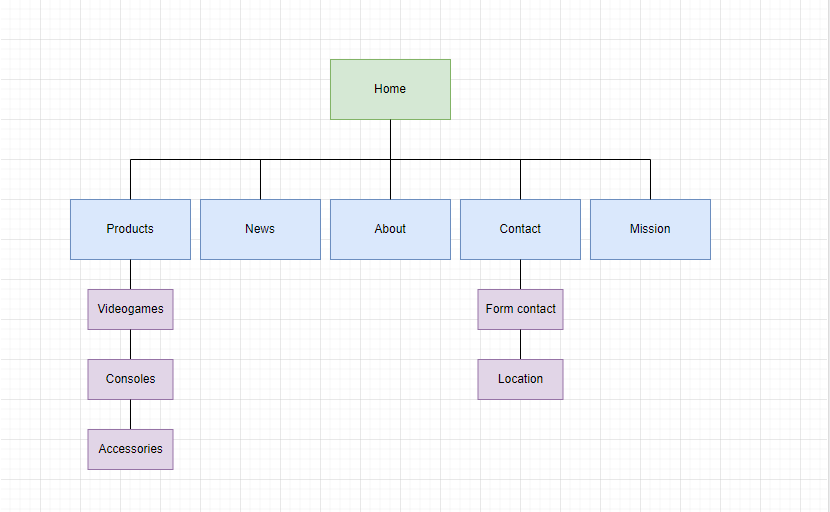 Home
Products
News
About
Contact
Mission
Videogames
Form contact
Consoles
Location
Accessories